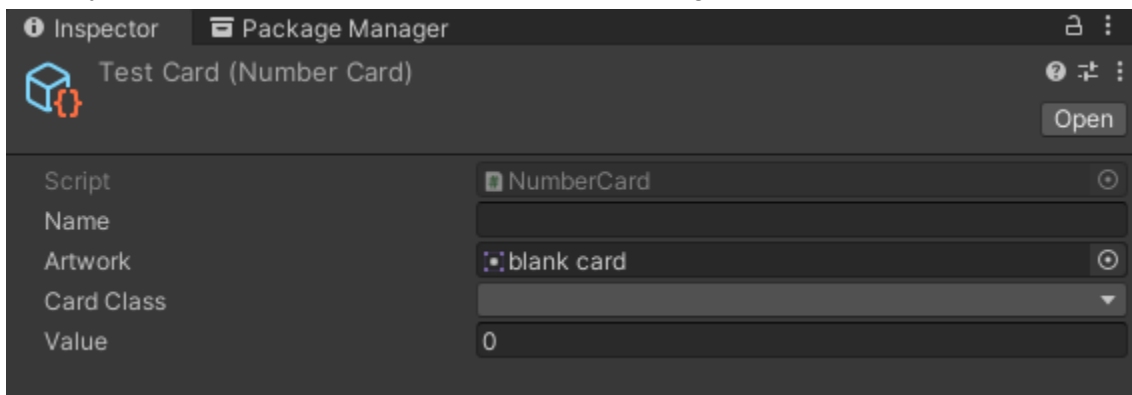 Inspector Package Manager
Test Card (Number Card)
Open
Script NumberCard
Name
Artwork blank card
Card Class
Value 0